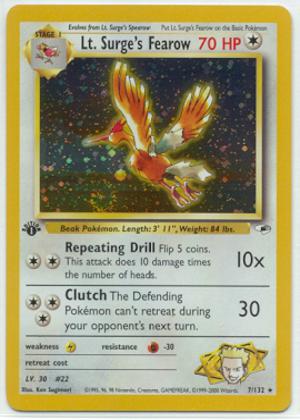 Evolves from Lt. Surge's Spearow Put Lt. Surge's Fearow on the Basic Pokémon
STAGE 1
Lt. Surge's Fearow 70 HP
Beak Pokémon. Length: 3' 11", Weight: 84 lbs.
EDITION
1
Repeating Drill Flip 5 coins.
This attack does 10 damage times
the number of heads.
10x
Clutch The Defending
Pokémon can't retreat during
your opponent's next turn.
30
weakness resistance -30
retreat cost
LV. 30 #22
Illus. Ken Sugimori ©1995, 96, 98 Nintendo, Creatures, GAMEFREAK. ©1999-2000 Wizards. 7/132 ★